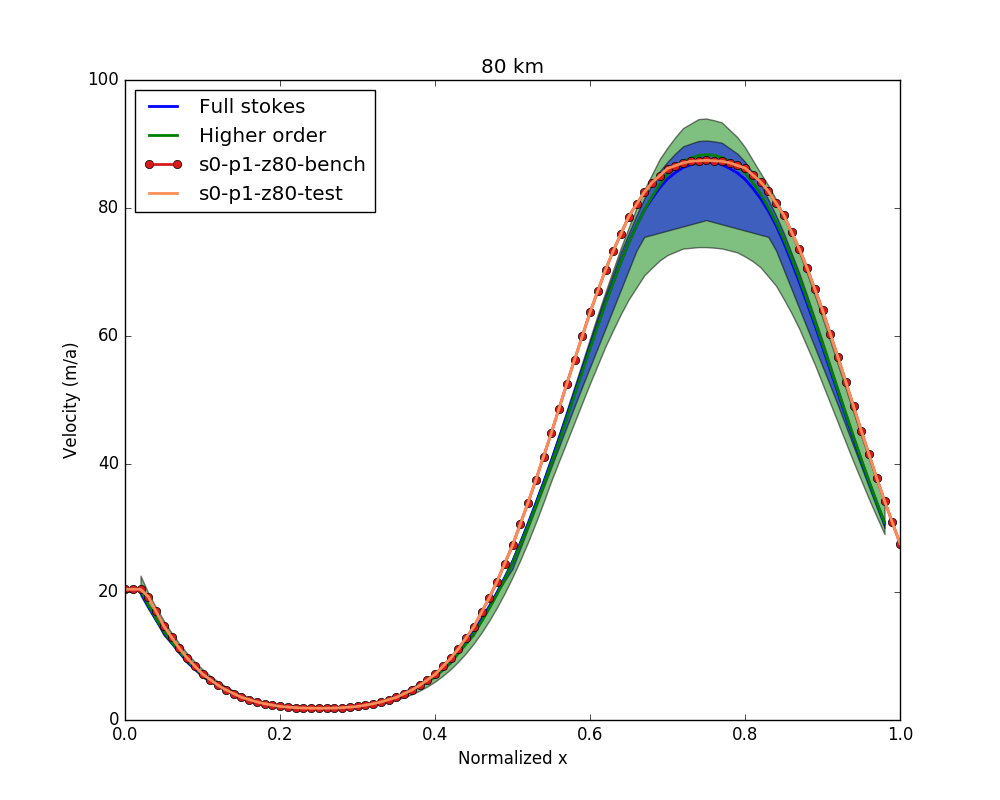 80 km
100
80
60
40
20
0
Velocity (m/a)
Full stokes
Higher order
s0-p1-z80-bench
s0-p1-z80-test
0.0 0.2 0.4 0.6 0.8 1.0
Normalized x